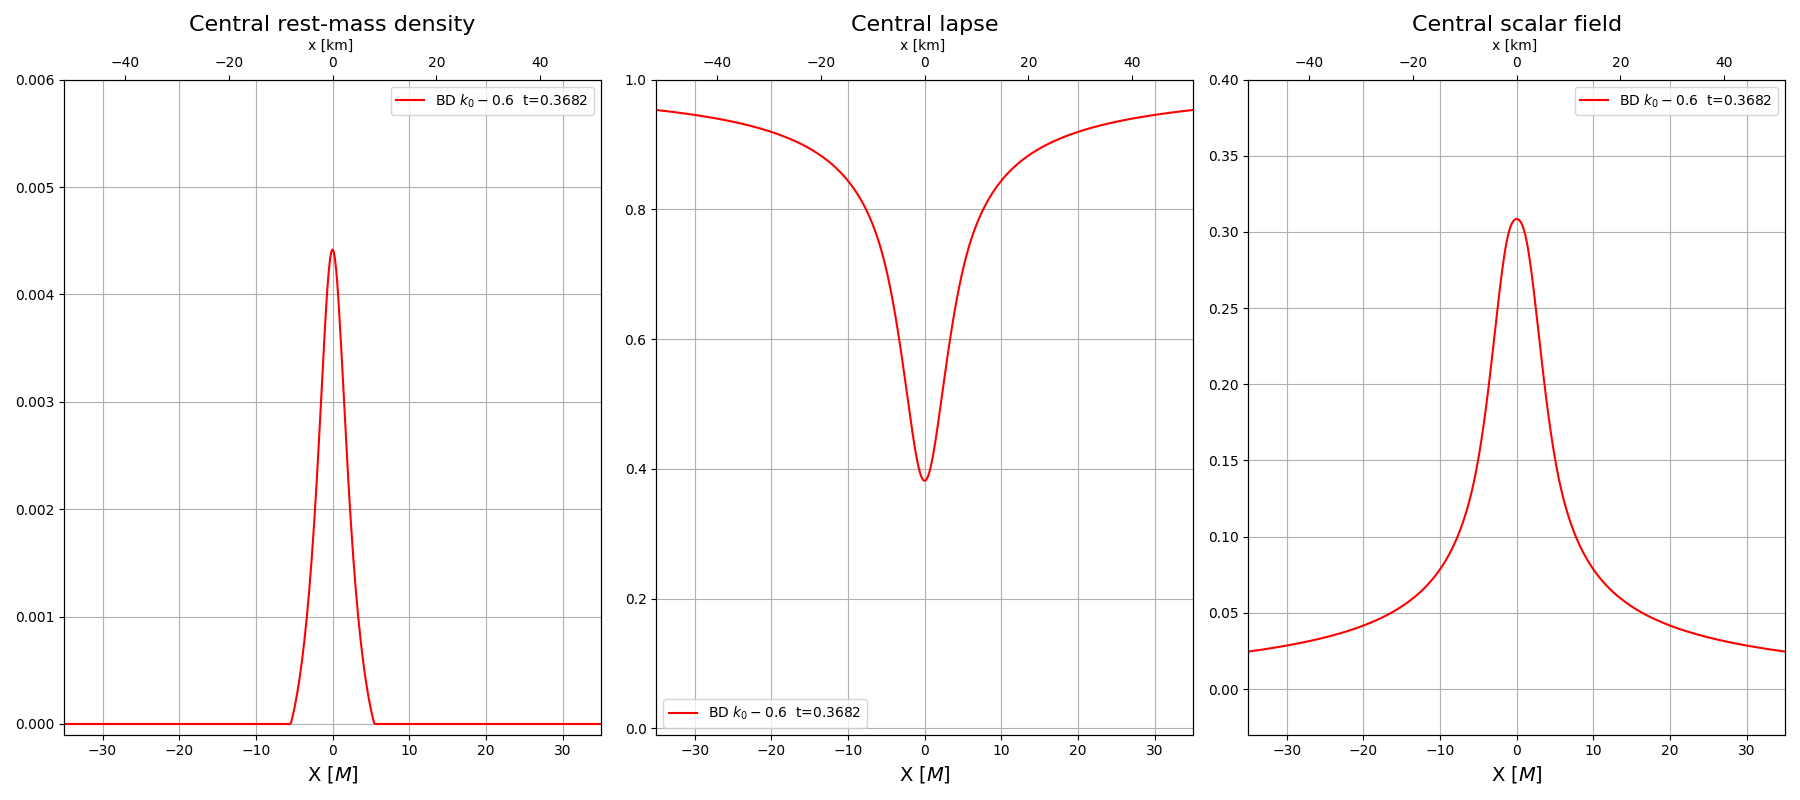 Central rest-mass density
x [km]
−40 −20 0 20 40
0.006
0.005
0.004
0.003
0.002
0.001
0.000
BD k₀ − 0.6 t=0.3682
−30 −20 −10 0 10 20 30
X [M]
Central lapse
x [km]
−40 −20 0 20 40
1.0
0.8
0.6
0.4
0.2
0.0
BD k₀ − 0.6 t=0.3682
−30 −20 −10 0 10 20 30
X [M]
Central scalar field
x [km]
−40 −20 0 20 40
0.40
0.35
0.30
0.25
0.20
0.15
0.10
0.05
0.00
BD k₀ − 0.6 t=0.3682
−30 −20 −10 0 10 20 30
X [M]